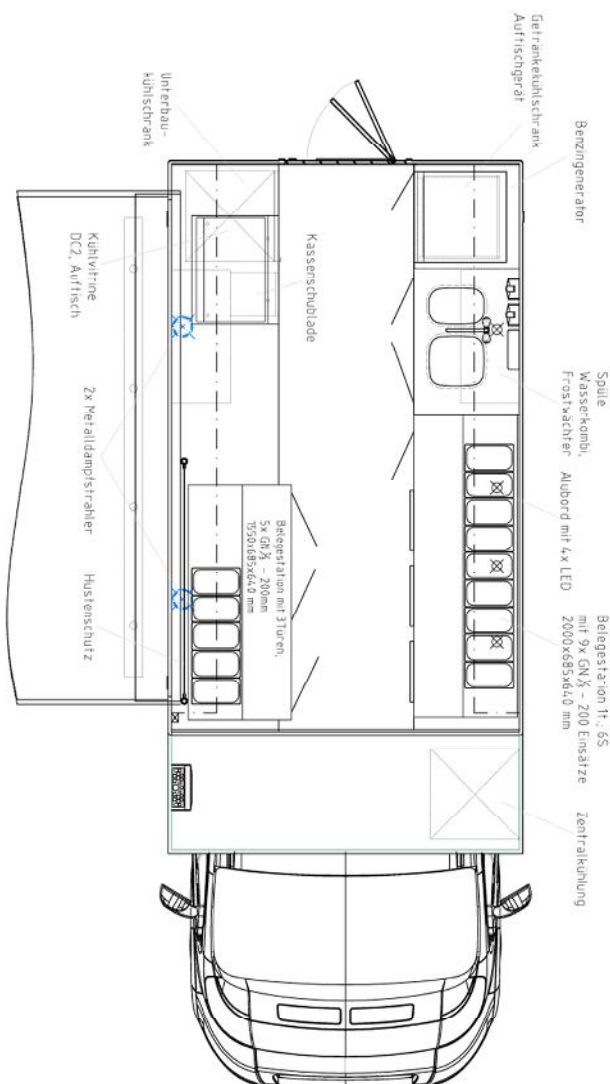 Getränkekühlschrank
Auftischgerät
Benzingenerator
Spüle
Wasserkombi,
Frostwächter
Alubord mit 4x LED
Belegestation 1t.; 6S
mit 9x GN ⅓ - 200 Einsätze
2000x685x640 mm
Zentralkühlung
Unterbau-
kühlschrank
Kühlvitrine
DC2, Auftisch
Kassenschublade
2x Metalldampfstrahler
Hustenschutz
Belegestation mit 3 Türen;
5x GN ⅓ - 200mm
1550x685x640 mm